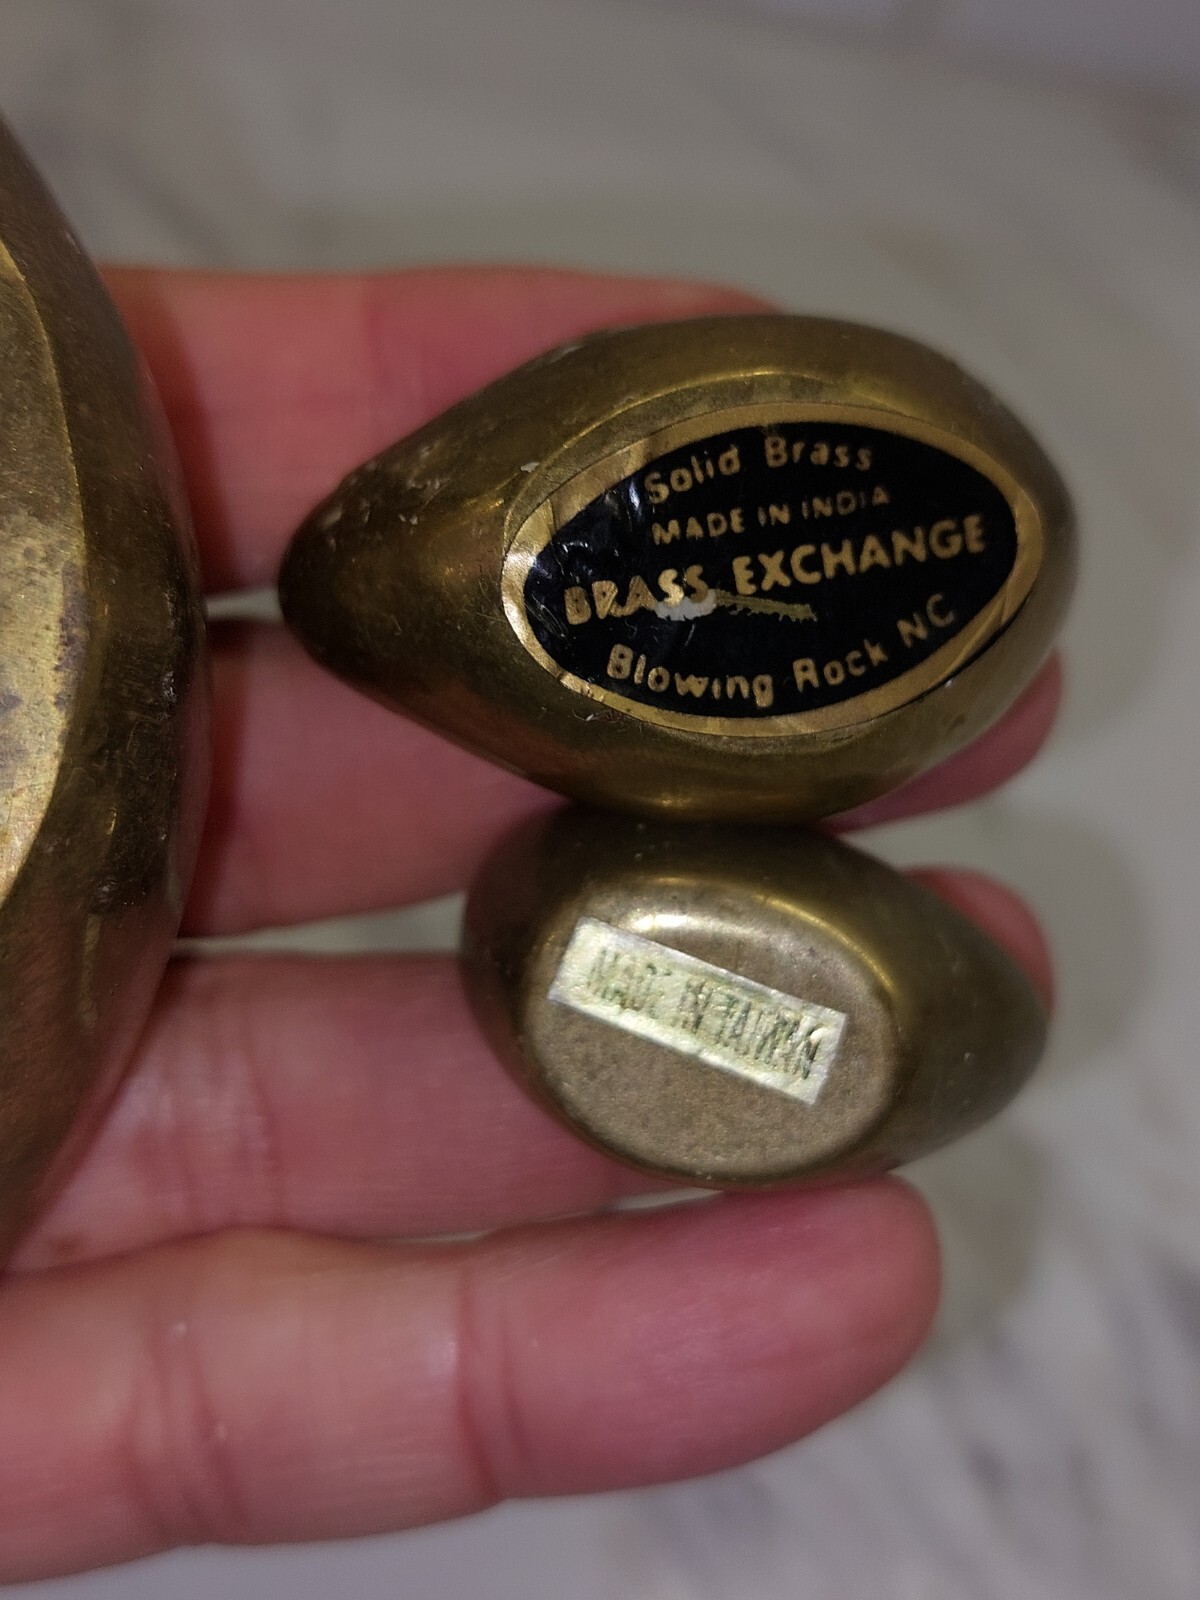 Solid Brass
MADE IN INDIA
BRASS EXCHANGE
Blowing Rock NC
MADE IN TAIWAN